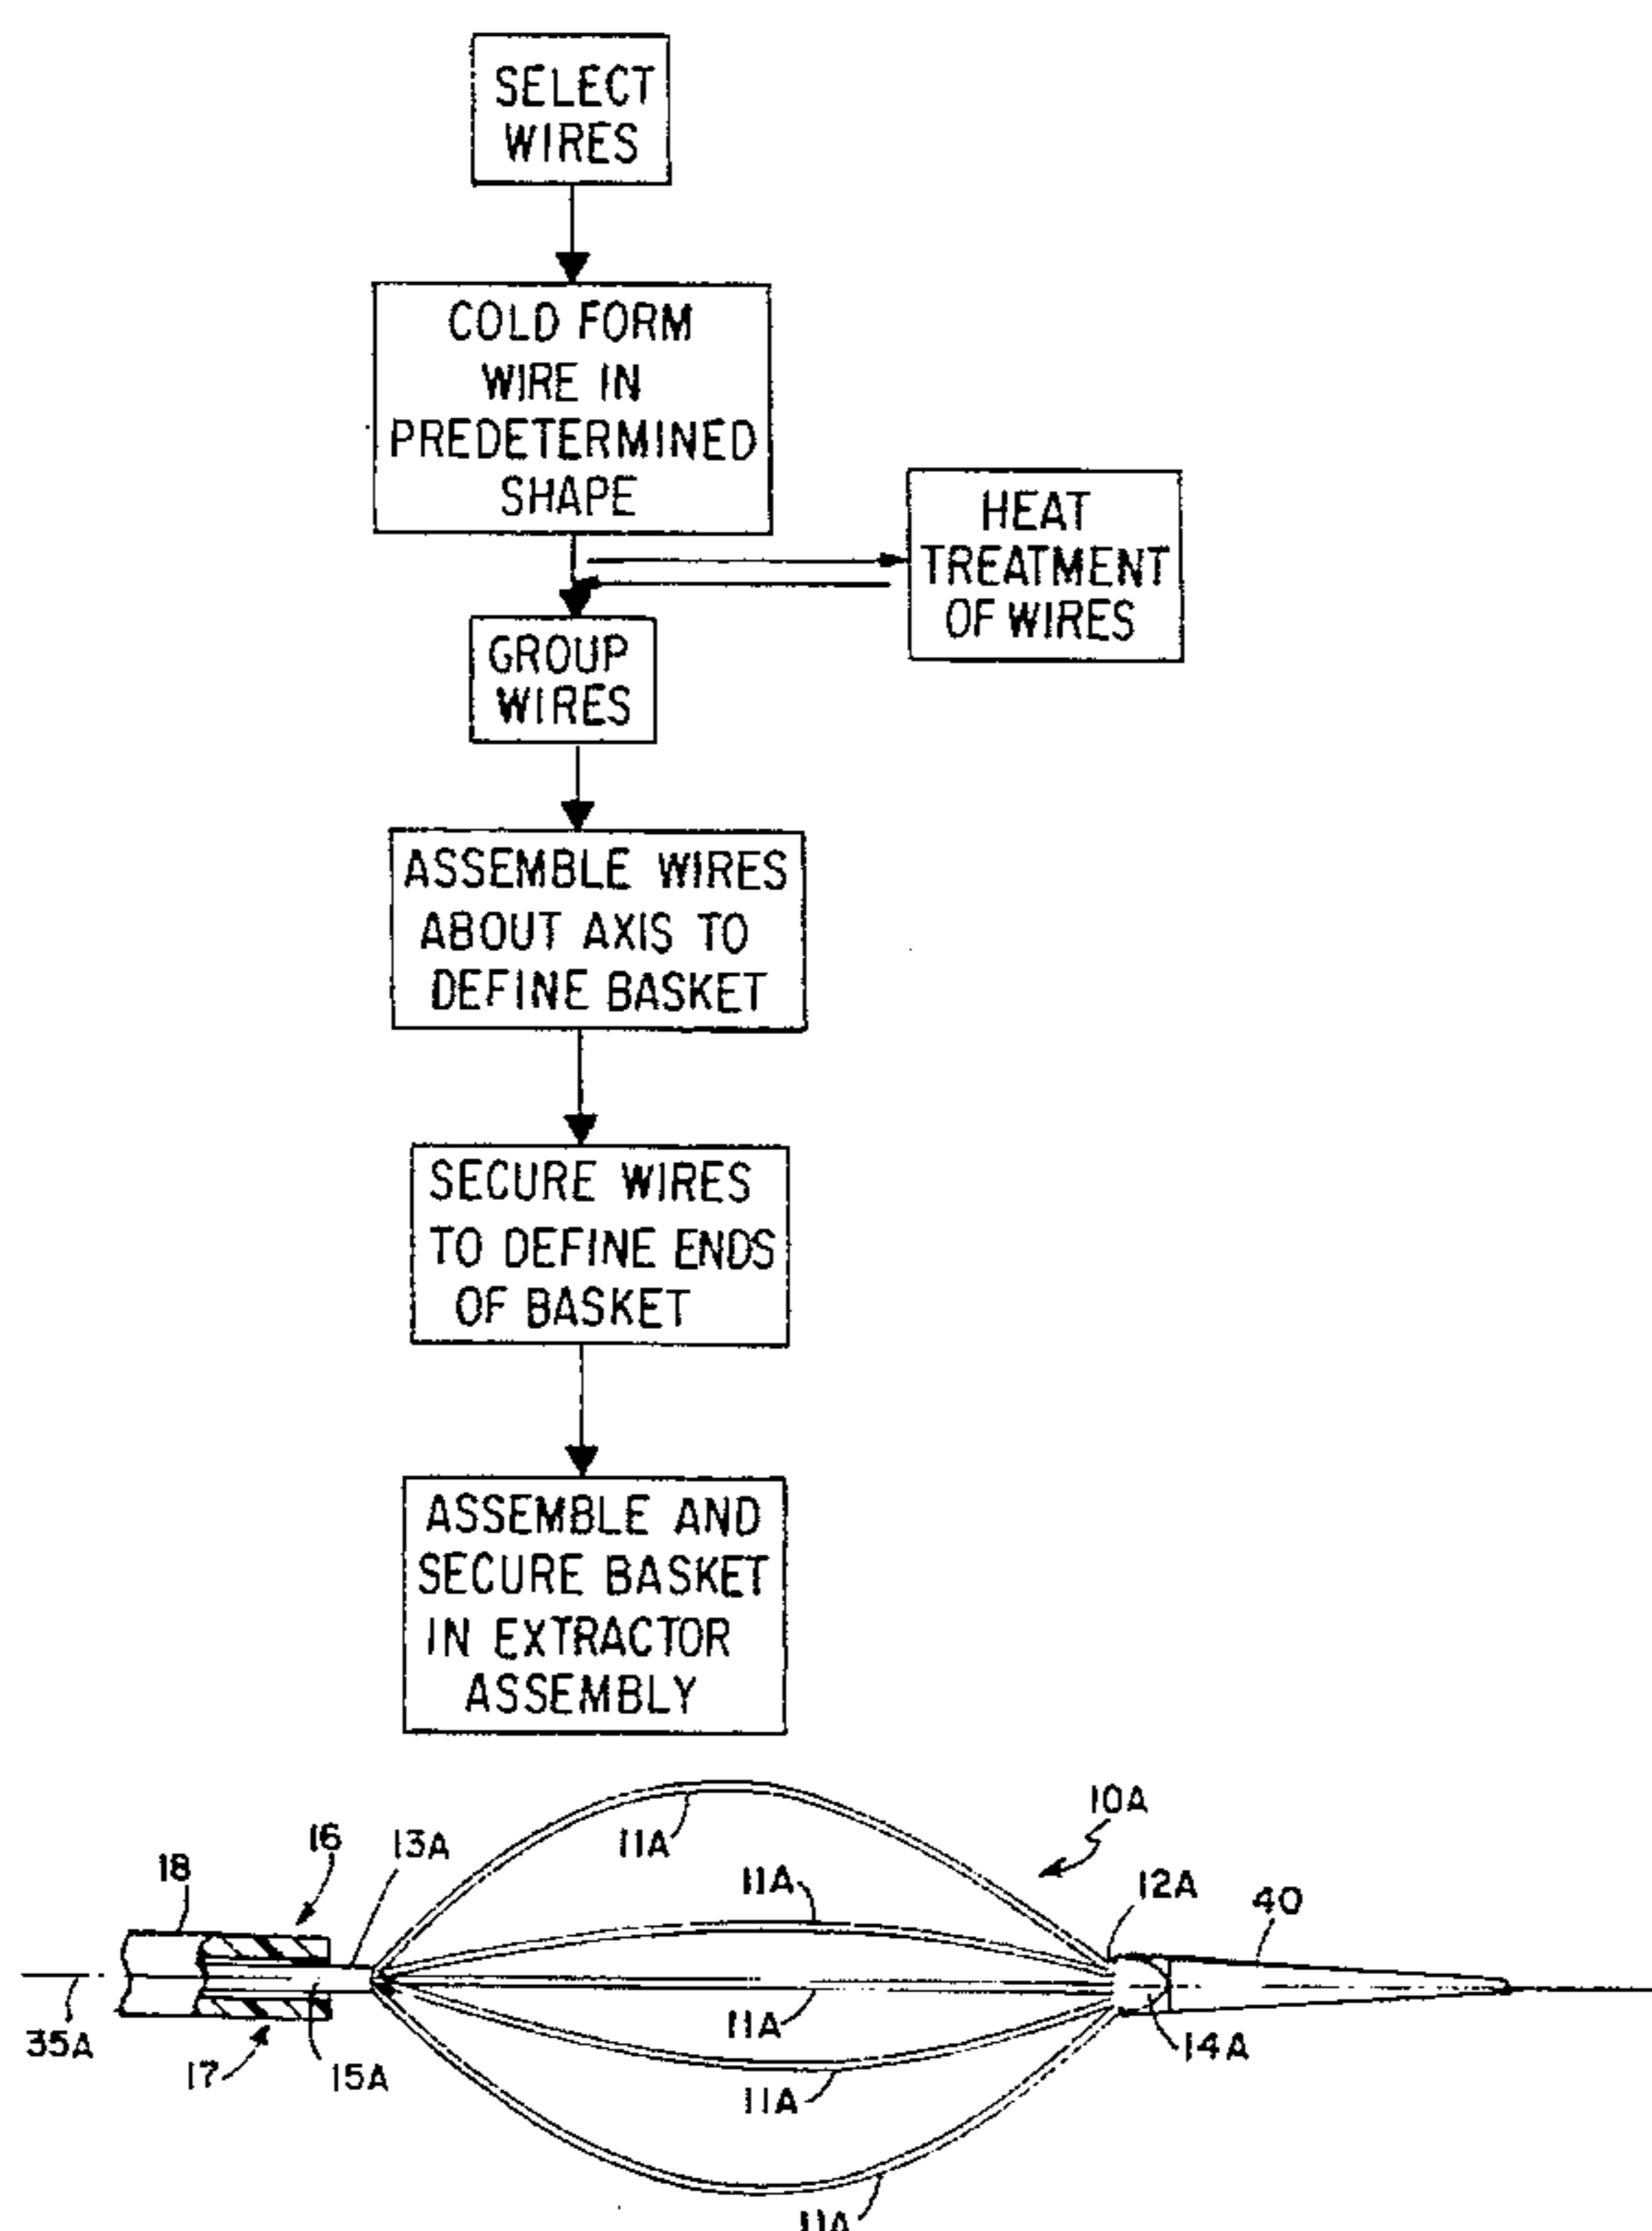 SELECT
WIRES
COLD FORM
WIRE IN
PREDETERMINED
SHAPE
HEAT
TREATMENT
OF WIRES
GROUP
WIRES
ASSEMBLE WIRES
ABOUT AXIS TO
DEFINE BASKET
SECURE WIRES
TO DEFINE ENDS
OF BASKET
ASSEMBLE AND
SECURE BASKET
IN EXTRACTOR
ASSEMBLY
10A
16
13A
11A
18
11A
12A
40
35A
11A
14A
17
15A
11A
11A